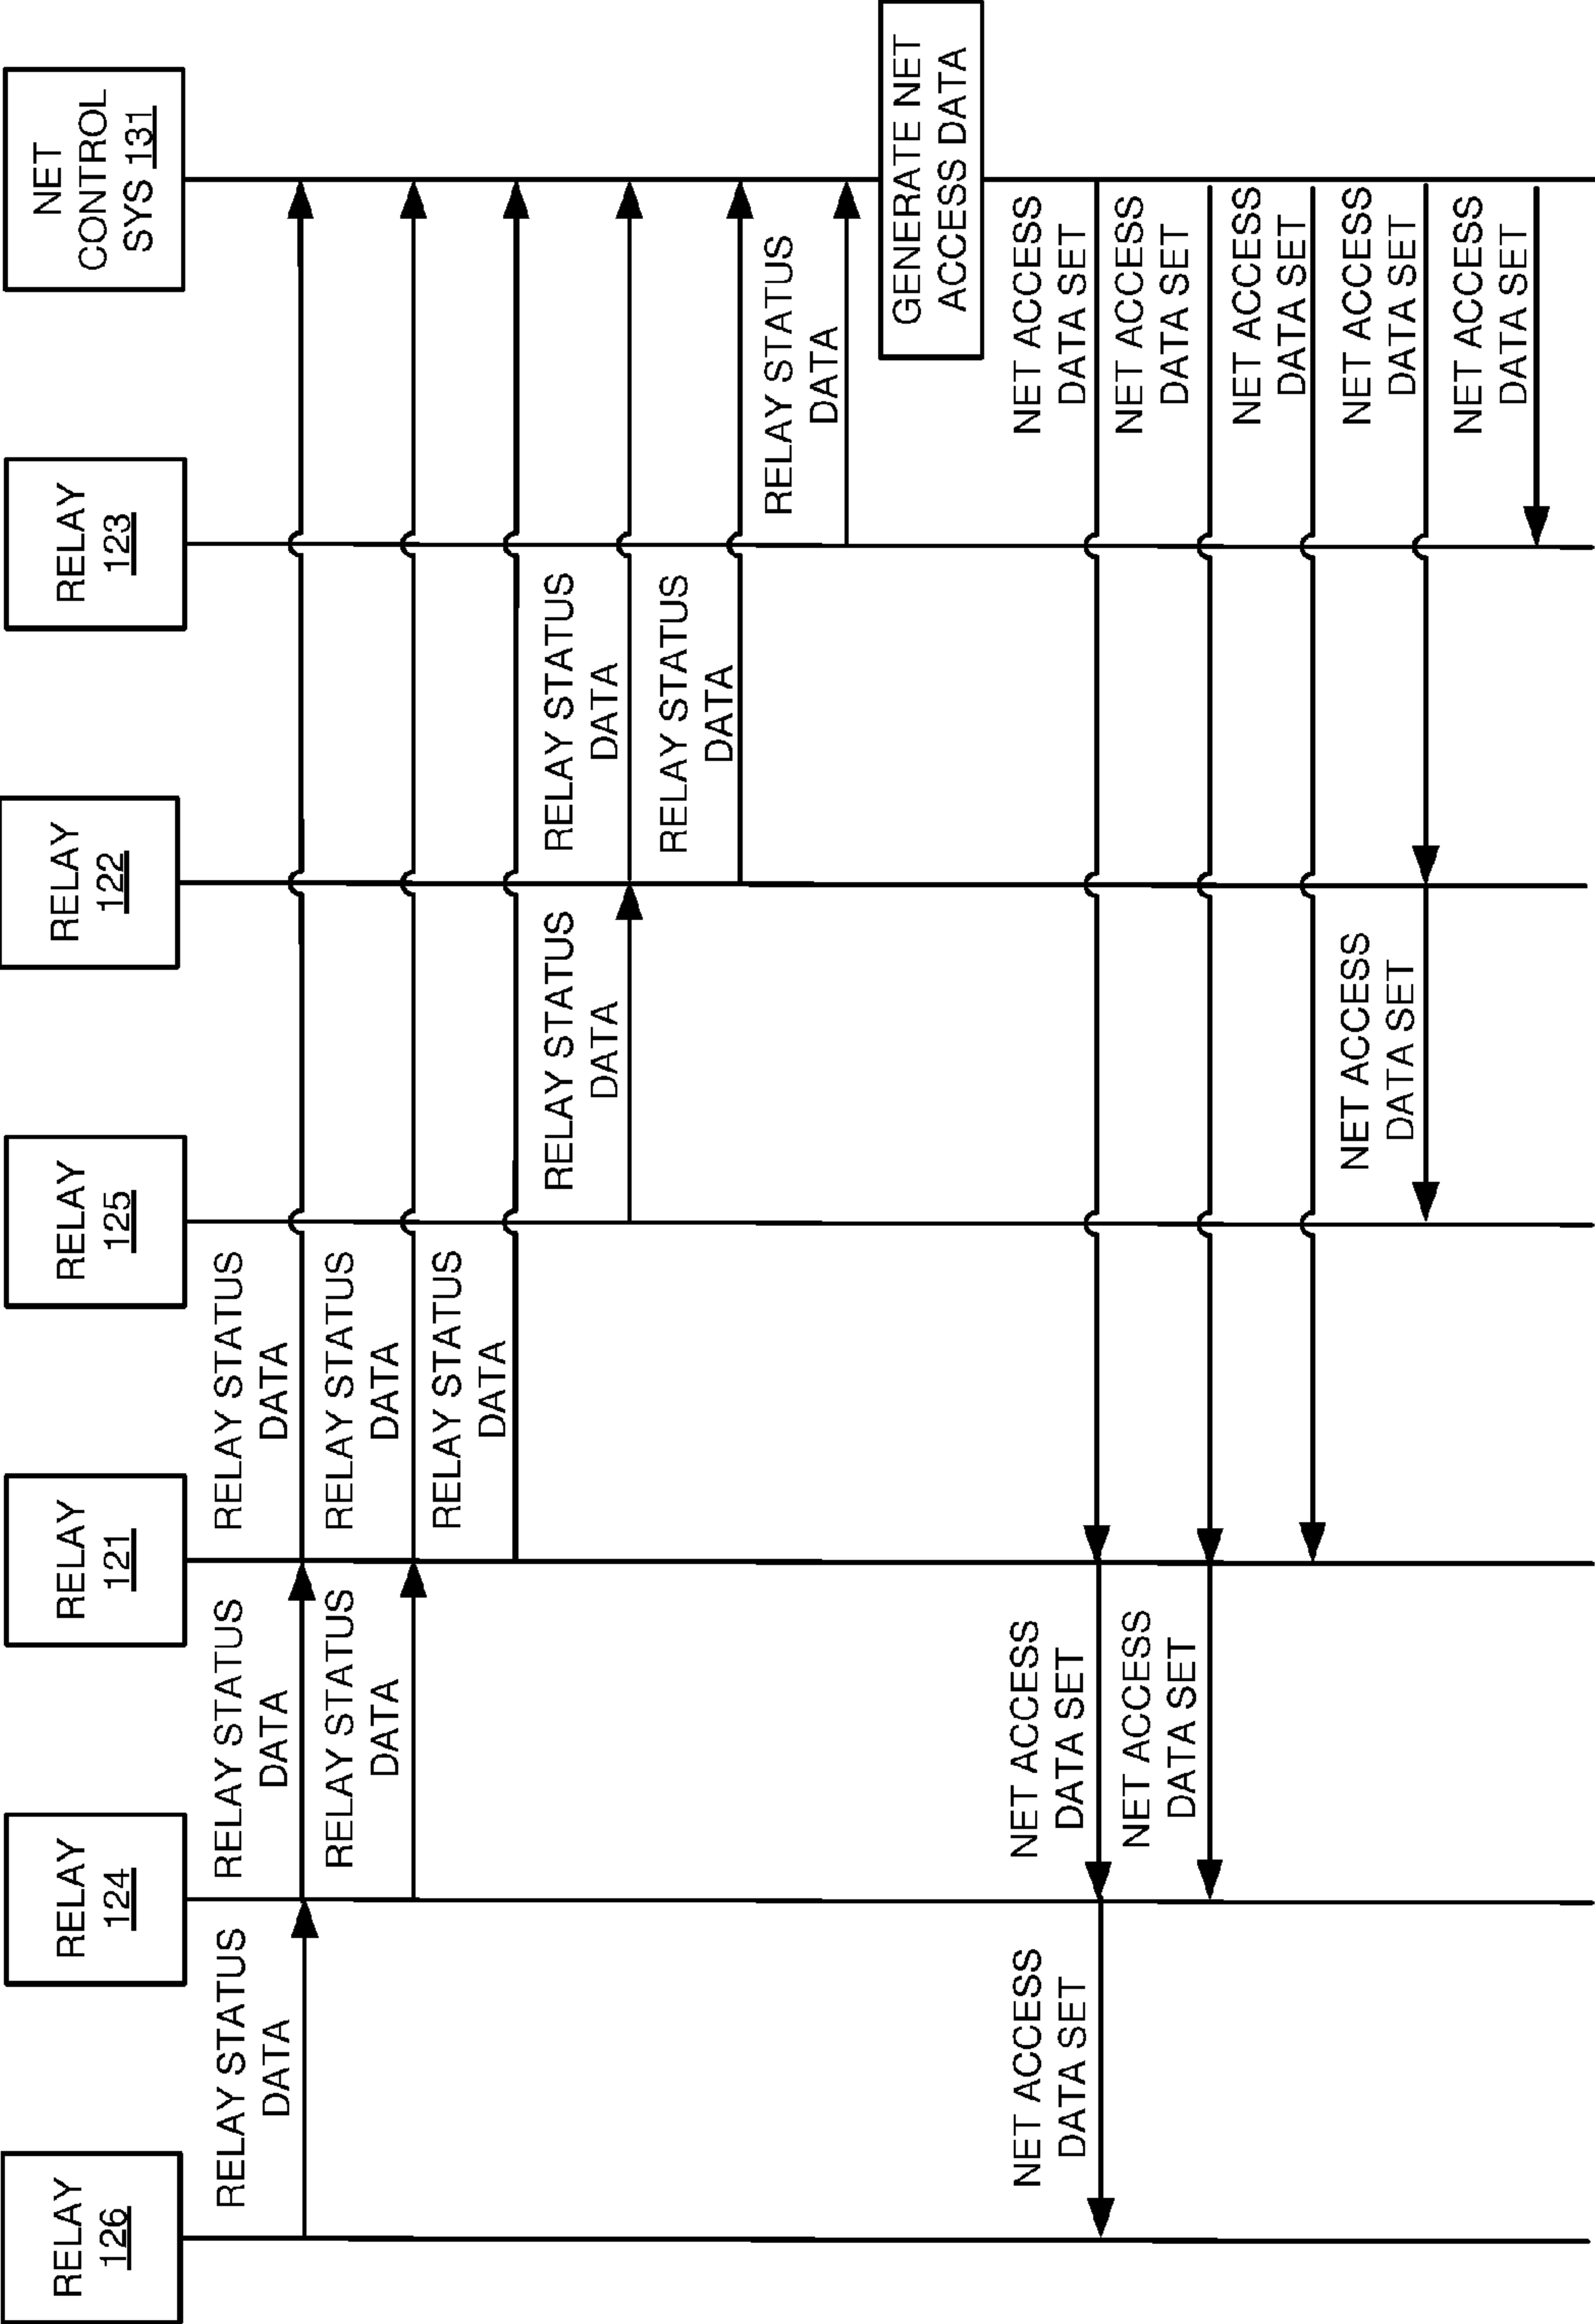 RELAY
126
RELAY
124
RELAY
121
RELAY
125
RELAY
122
RELAY
123
NET
CONTROL
SYS 131
RELAY STATUS
DATA
RELAY STATUS
DATA
RELAY STATUS
DATA
RELAY STATUS
DATA
RELAY STATUS
DATA
RELAY STATUS
DATA
RELAY STATUS
DATA
RELAY STATUS
DATA
RELAY STATUS
DATA
RELAY STATUS
DATA
GENERATE NET
ACCESS DATA
NET ACCESS
DATA SET
NET ACCESS
DATA SET
NET ACCESS
DATA SET
NET ACCESS
DATA SET
NET ACCESS
DATA SET
NET ACCESS
DATA SET
NET ACCESS
DATA SET
NET ACCESS
DATA SET
NET ACCESS
DATA SET